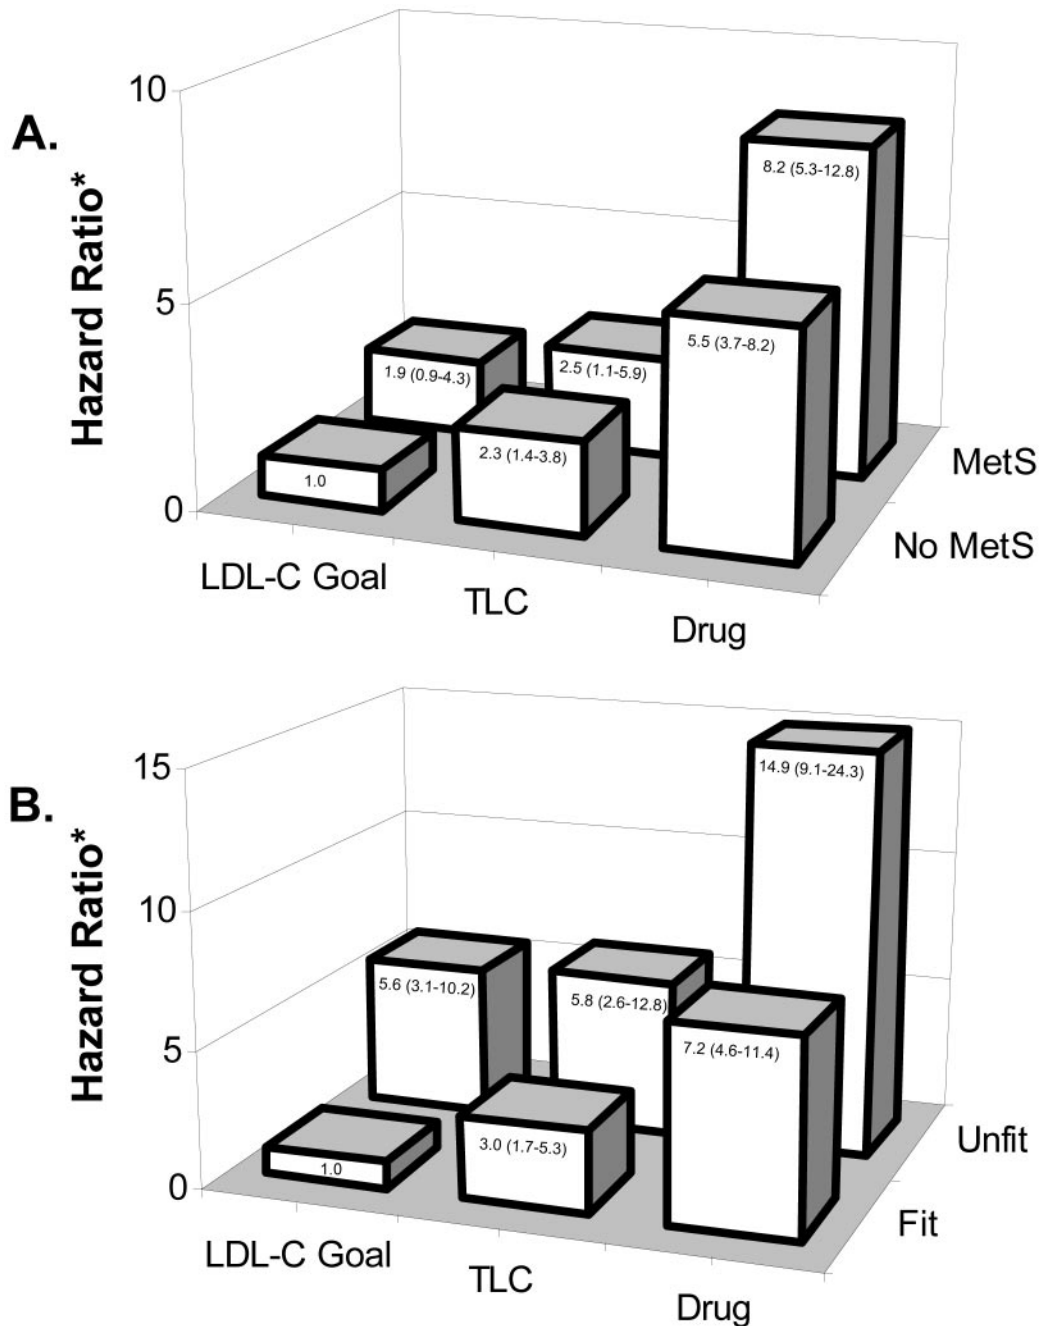 A.
Hazard Ratio*
10
5
0
8.2 (5.3-12.8)
5.5 (3.7-8.2)
1.9 (0.9-4.3)
2.5 (1.1-5.9)
2.3 (1.4-3.8)
1.0
MetS
No MetS
LDL-C Goal
TLC
Drug
B.
Hazard Ratio*
15
10
5
0
14.9 (9.1-24.3)
5.6 (3.1-10.2)
5.8 (2.6-12.8)
7.2 (4.6-11.4)
3.0 (1.7-5.3)
1.0
Unfit
Fit
LDL-C Goal
TLC
Drug